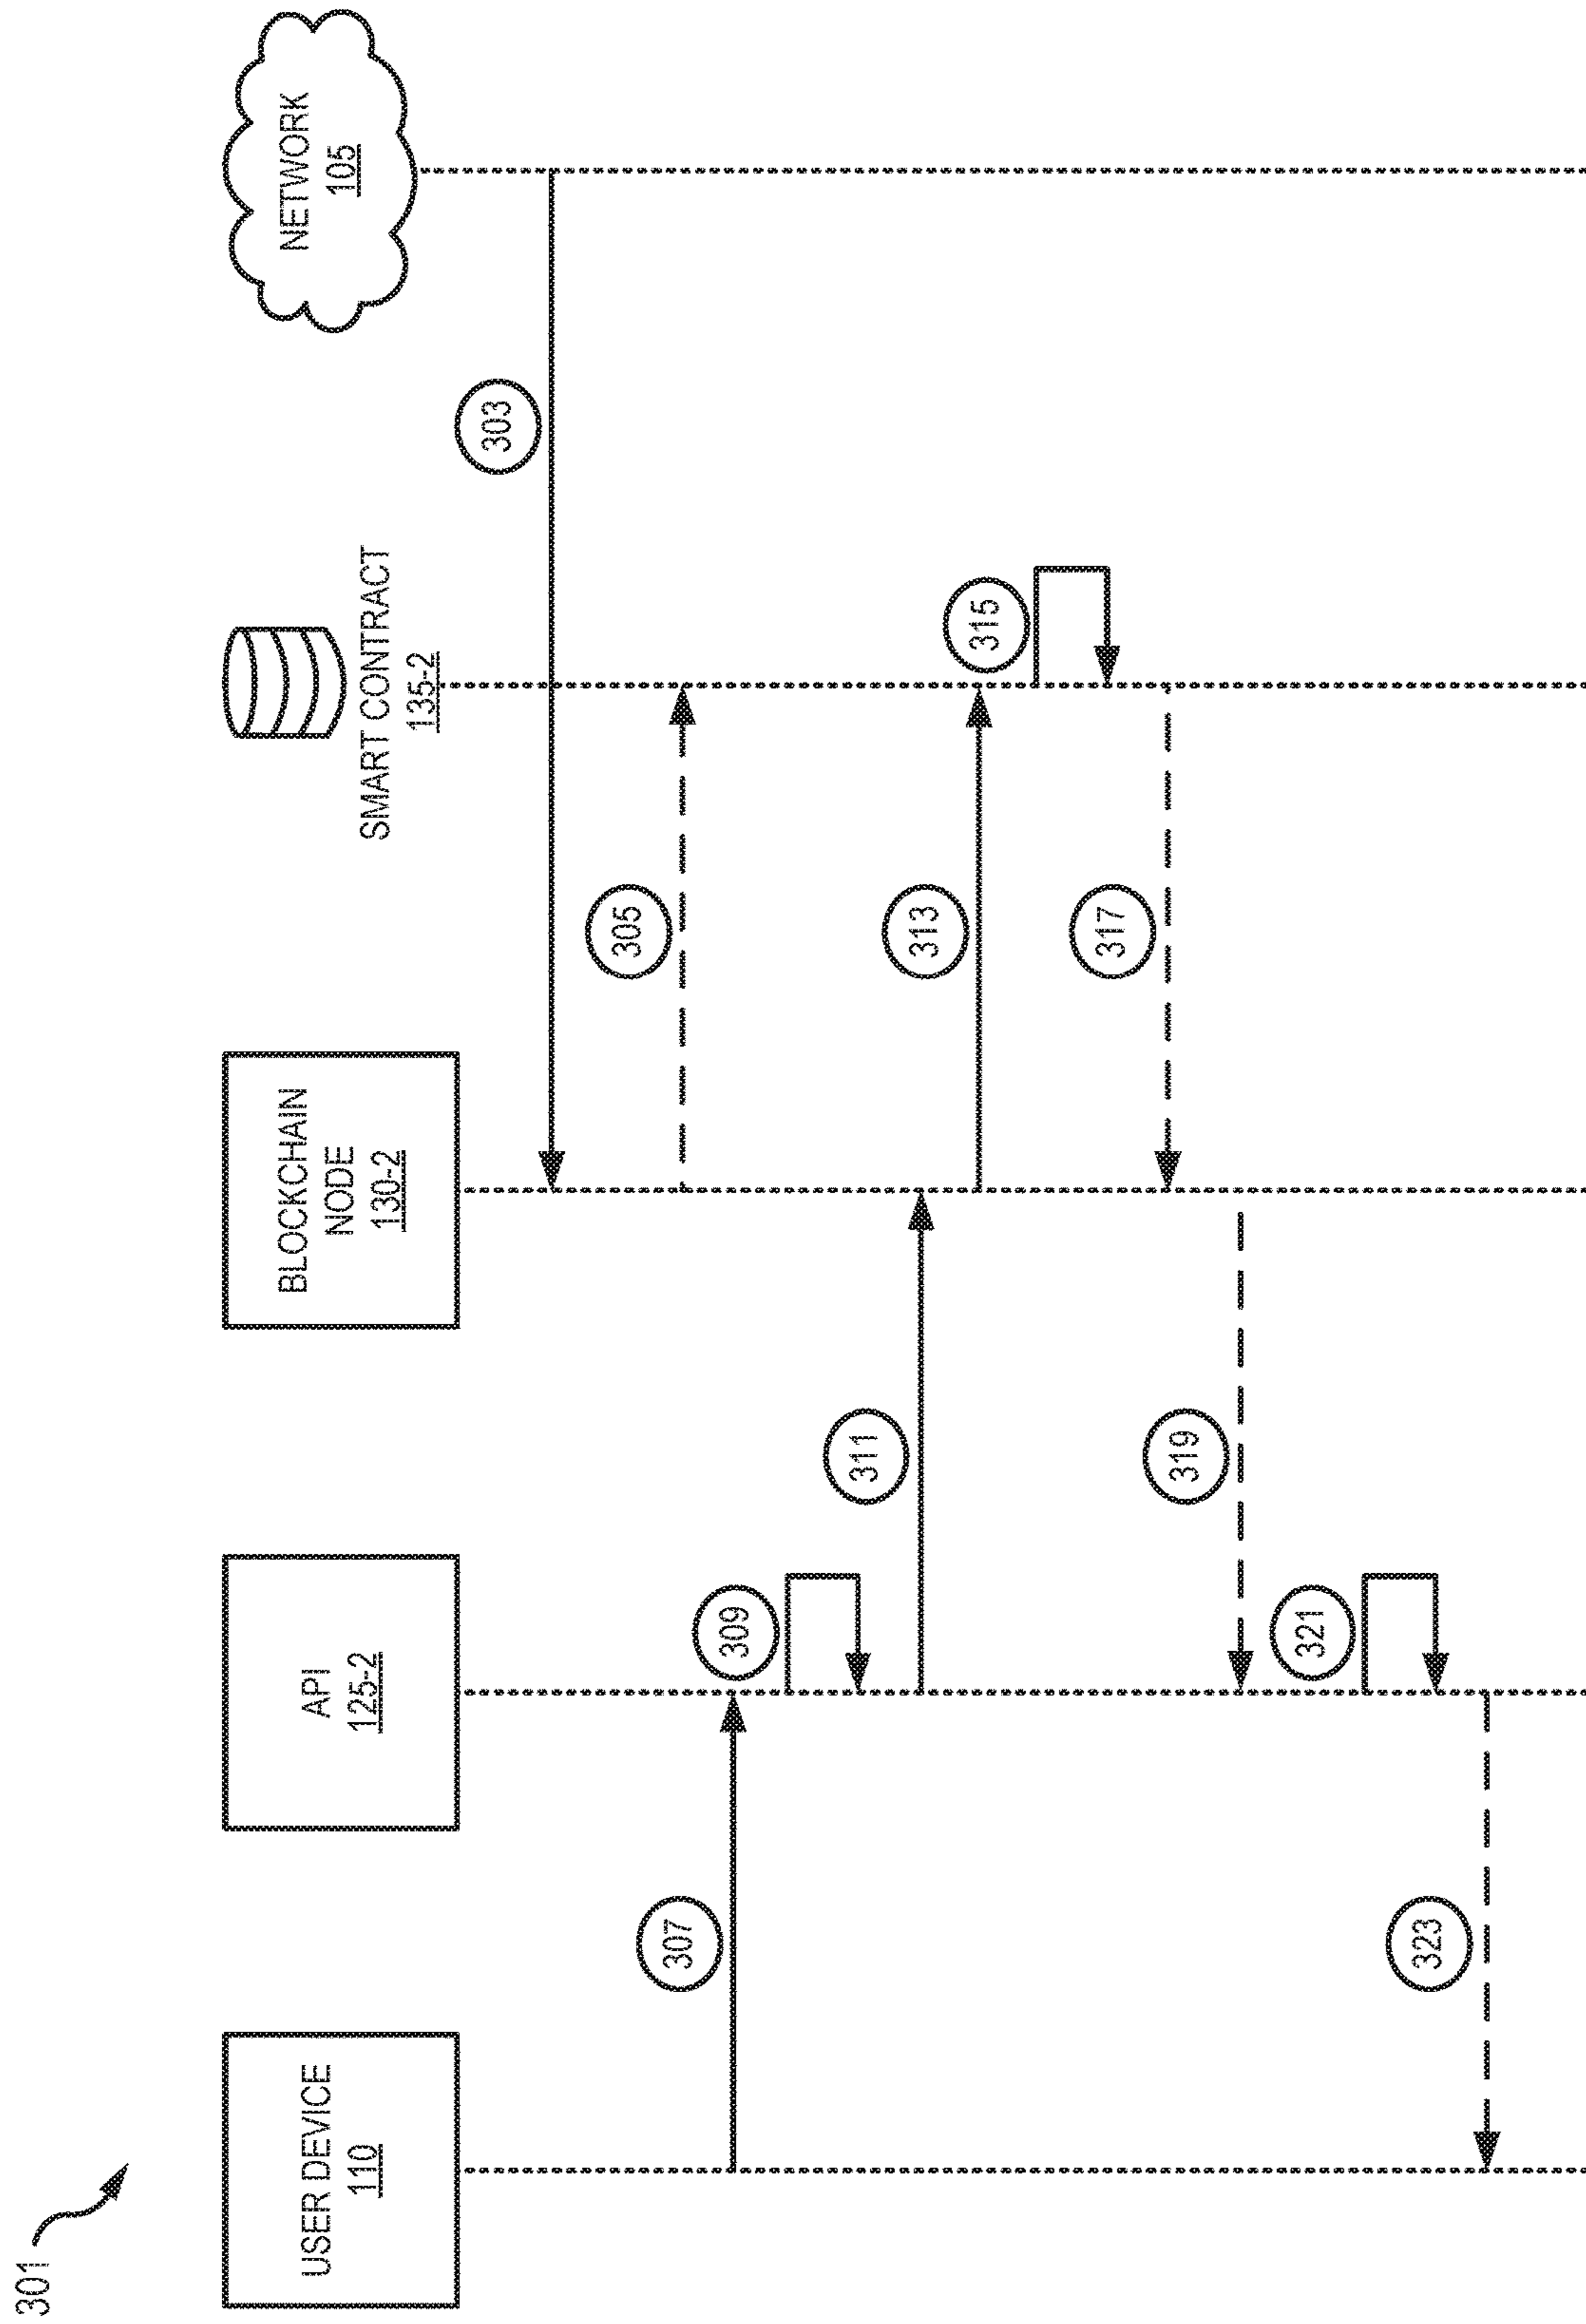 301
USER DEVICE
110
API
125-2
BLOCKCHAIN
NODE
130-2
SMART CONTRACT
135-2
NETWORK
105
303
305
307
309
311
313
315
317
319
321
323